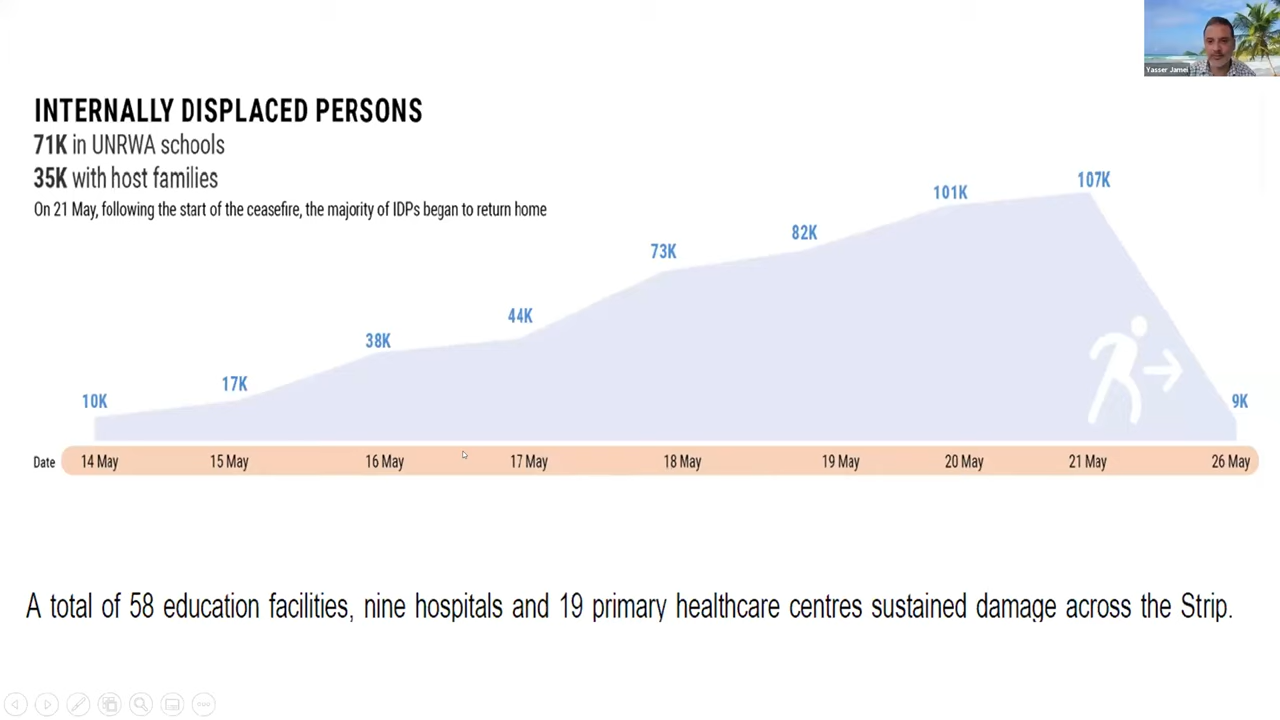 Yasser Jamei
INTERNALLY DISPLACED PERSONS
71K in UNRWA schools
35K with host families
On 21 May, following the start of the ceasefire, the majority of IDPs began to return home
10K
17K
38K
44K
73K
82K
101K
107K
9K
Date 14 May 15 May 16 May 17 May 18 May 19 May 20 May 21 May 26 May
A total of 58 education facilities, nine hospitals and 19 primary healthcare centres sustained damage across the Strip.